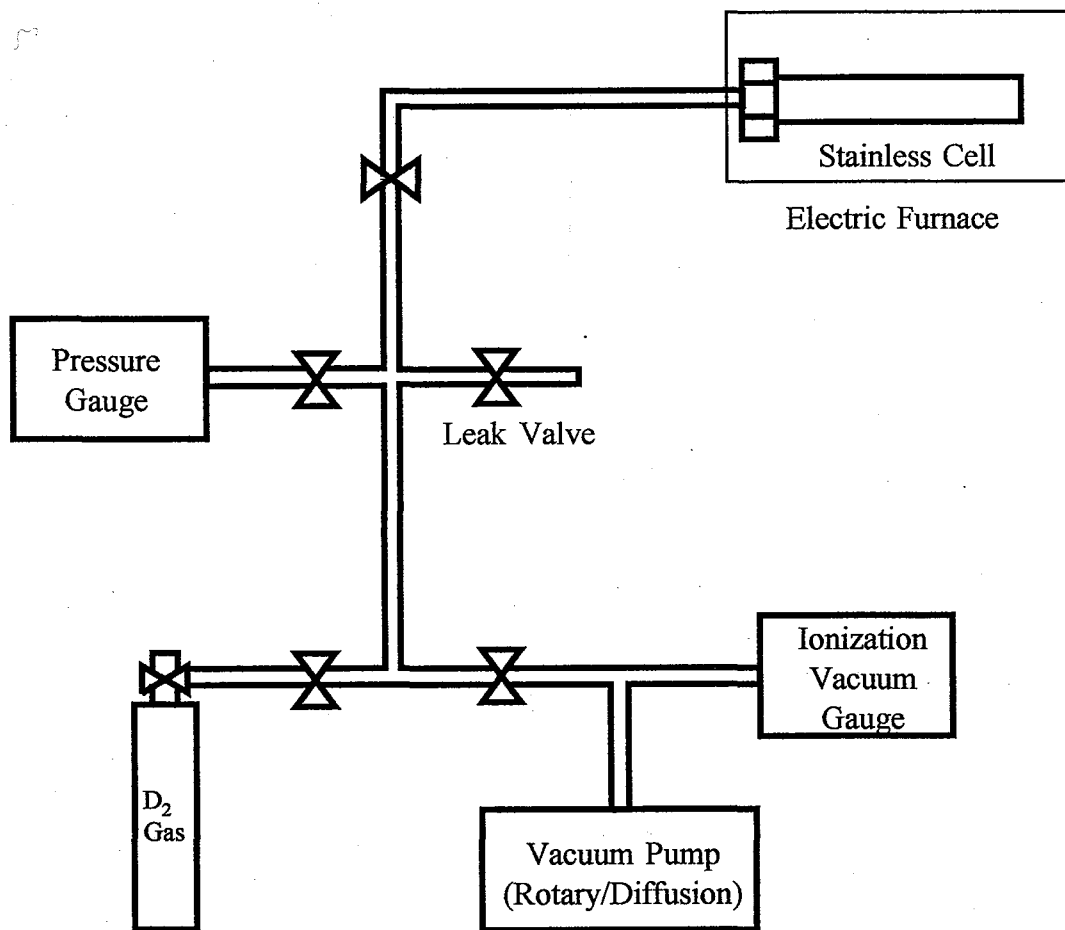 Stainless Cell
Electric Furnace
Pressure
Gauge
Leak Valve
Ionization
Vacuum
Gauge
D₂
Gas
Vacuum Pump
(Rotary/Diffusion)